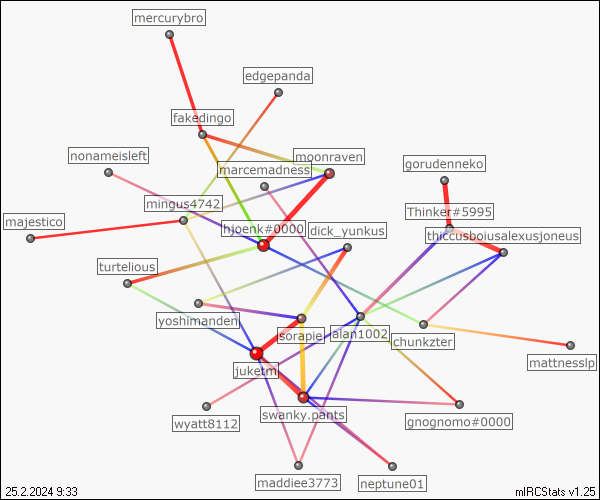 mercurybro
edgepanda
fakedingo
nonameisleft
moonraven
marcemadness
gorudenneko
mingus4742
Thinker#5995
majestico
hjoenk#0000
dick_yunkus
thiccusboiusalexusjoneus
turtelious
yoshimanden
sorapie
alan1002
chunkzter
juketm
mattnesslp
swanky.pants
wyatt8112
gnognomo#0000
maddiee3773
neptune01
25.2.2024 9:33
mIRCStats v1.25